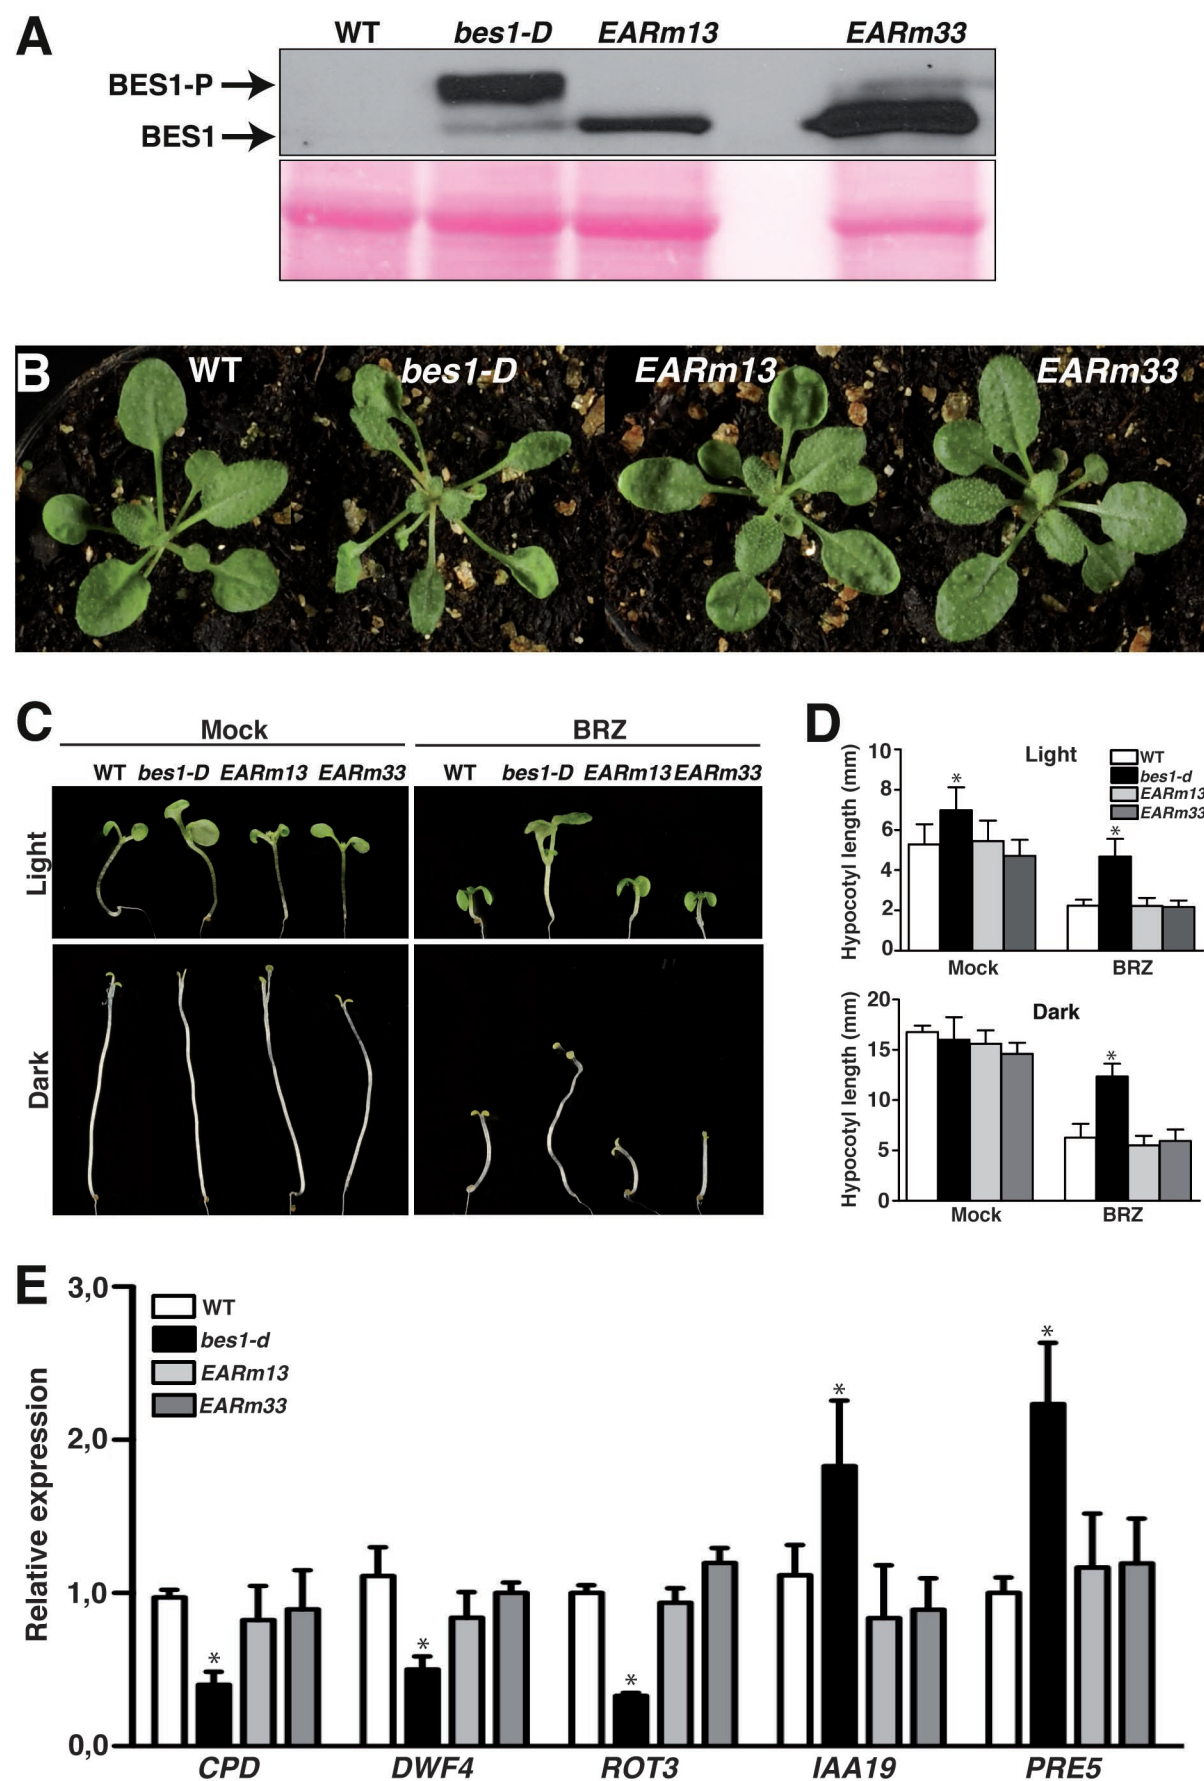 A
WT bes1-D EARm13 EARm33
BES1-P
BES1
B
WT bes1-D EARm13 EARm33
C
Mock BRZ
WT bes1-D EARm13 EARm33 WT bes1-D EARm13 EARm33
Light
Dark
D
Hypocotyl length (mm)
10
8
6
4
2
0
Light
WT
bes1-d
EARm13
EARm33
*
*
Mock BRZ
Hypocotyl length (mm)
20
15
10
5
0
Dark
*
Mock BRZ
E
Relative expression
3,0
2,0
1,0
0,0
WT
bes1-d
EARm13
EARm33
* * * * *
CPD DWF4 ROT3 IAA19 PRE5